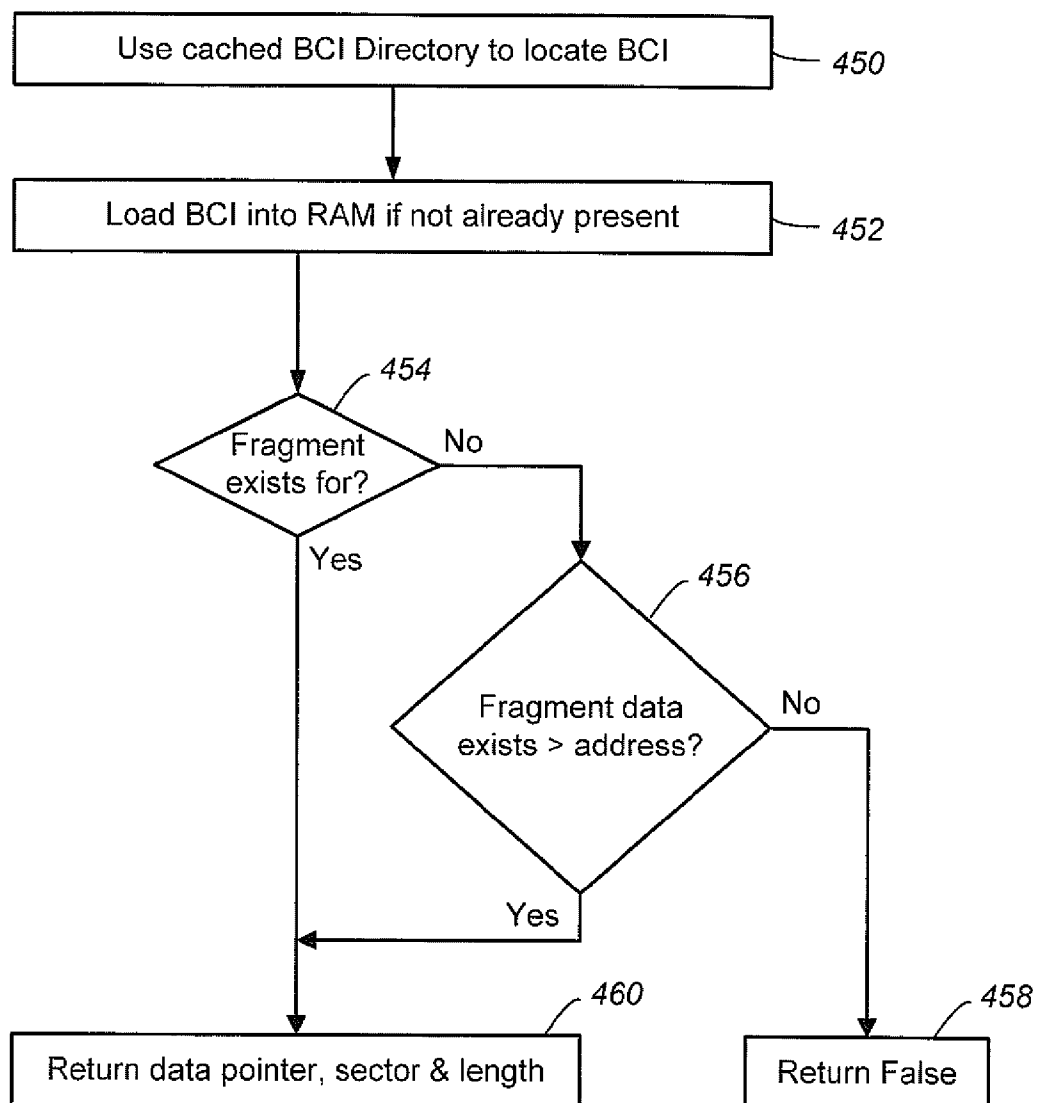 Use cached BCI Directory to locate BCI
450
Load BCI into RAM if not already present
452
454
Fragment
exists for?
No
Yes
456
Fragment data
exists > address?
No
Yes
460
Return data pointer, sector & length
458
Return False